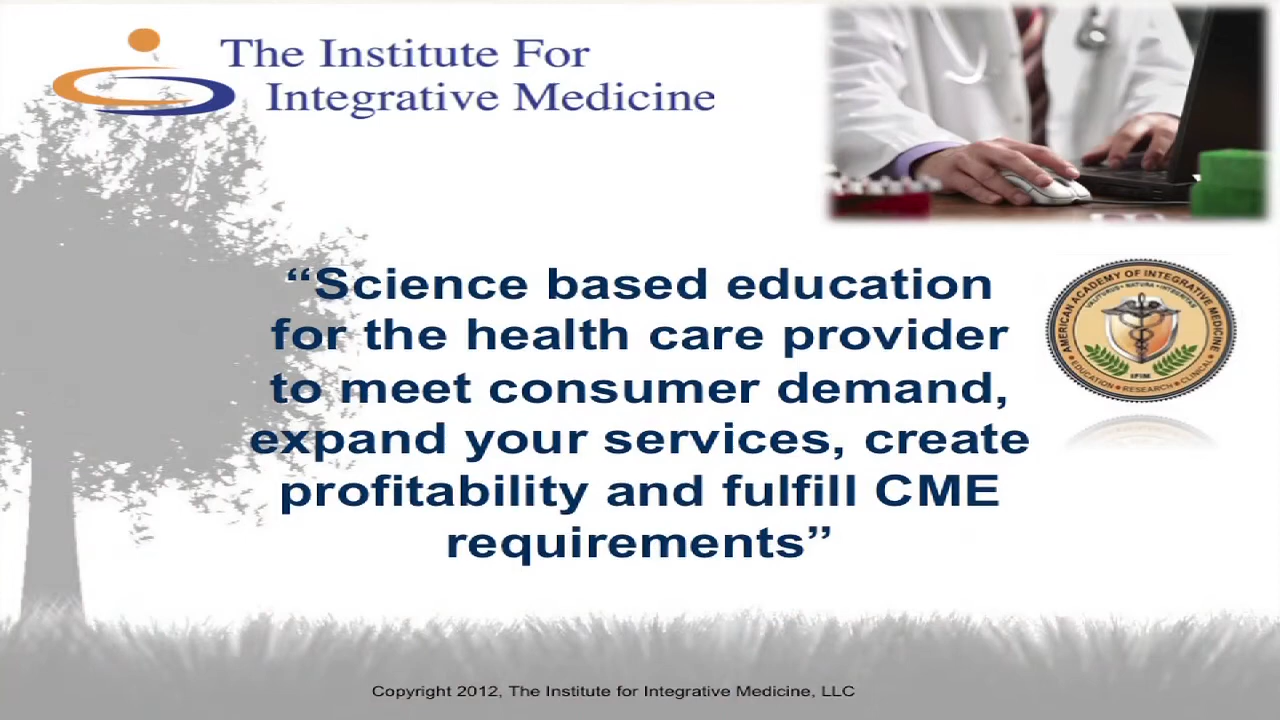 The Institute For
Integrative Medicine
“Science based education
for the health care provider
to meet consumer demand,
expand your services, create
profitability and fulfill CME
requirements”
AMERICAN ACADEMY OF INTEGRATIVE MEDICINE
NATURA
EDUCATION • RESEARCH • CLINICAL
Copyright 2012, The Institute for Integrative Medicine, LLC